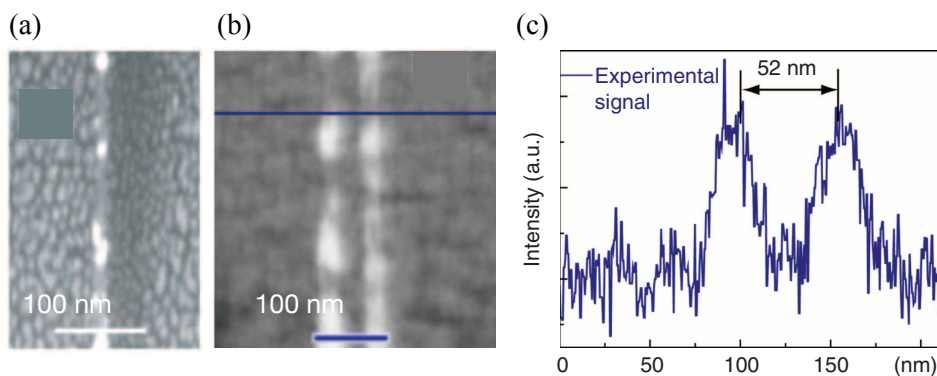 (a)
(b)
(c)
100 nm
100 nm
52 nm
Experimental
signal
Intensity (a.u.)
0
50
100
150
(nm)